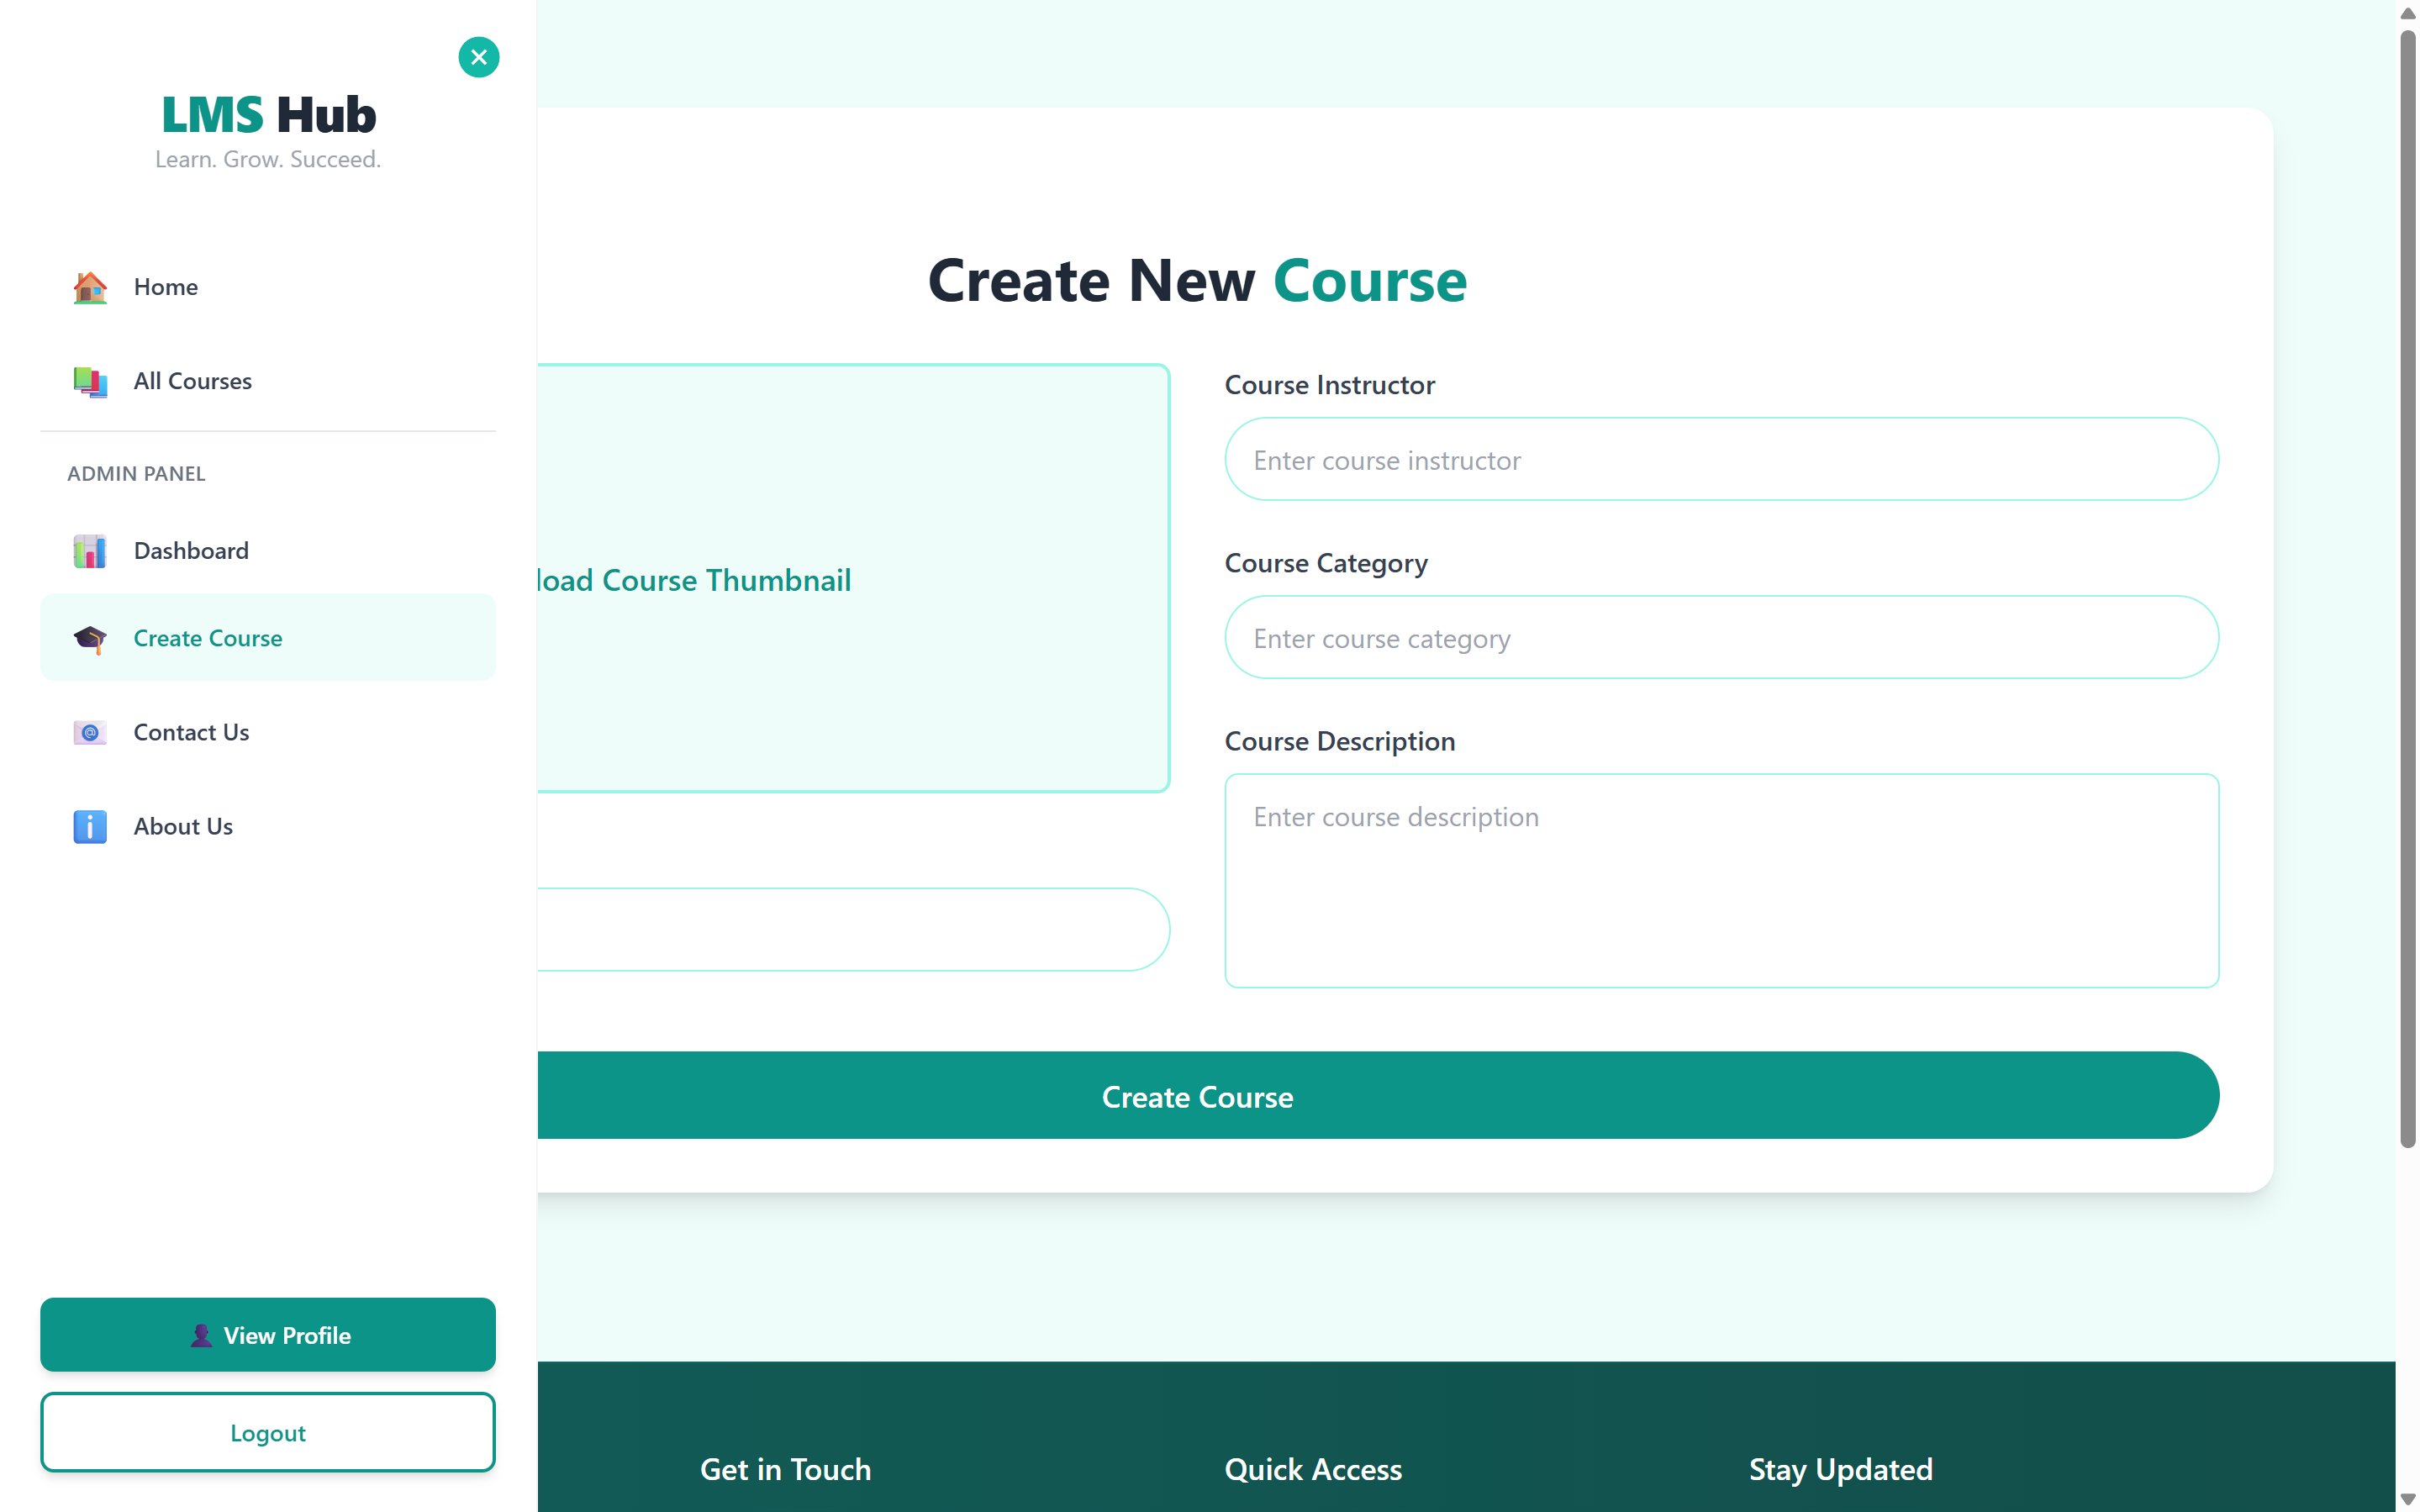 LMS Hub
Learn. Grow. Succeed.
Home
All Courses
ADMIN PANEL
Dashboard
Create Course
Contact Us
About Us
View Profile
Logout
Create New Course
load Course Thumbnail
Course Instructor
Enter course instructor
Course Category
Enter course category
Course Description
Enter course description
Create Course
Get in Touch
Quick Access
Stay Updated